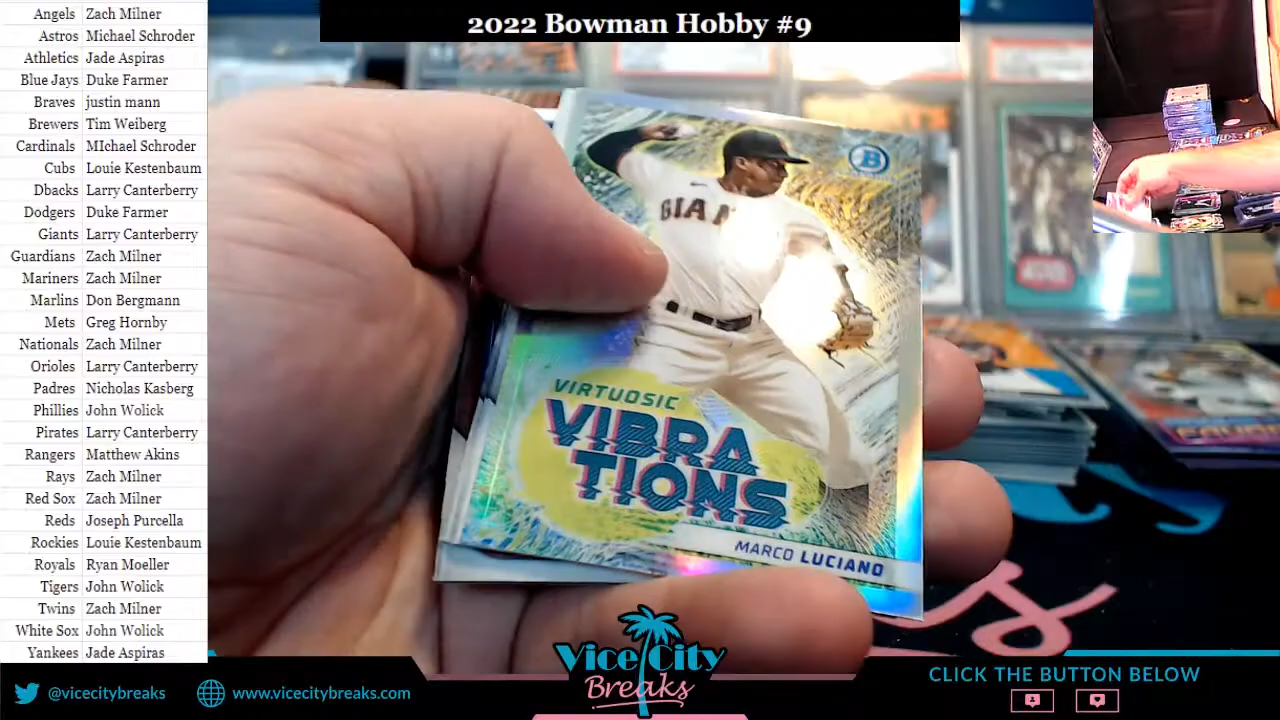 2022 Bowman Hobby #9
Angels Zach Milner
Astros Michael Schroder
Athletics Jade Aspiras
Blue Jays Duke Farmer
Braves justin mann
Brewers Tim Weiberg
Cardinals MIchael Schroder
Cubs Louie Kestenbaum
Dbacks Larry Canterberry
Dodgers Duke Farmer
Giants Larry Canterberry
Guardians Zach Milner
Mariners Zach Milner
Marlins Don Bergmann
Mets Greg Hornby
Nationals Zach Milner
Orioles Larry Canterberry
Padres Nicholas Kasberg
Phillies John Wolick
Pirates Larry Canterberry
Rangers Matthew Akins
Rays Zach Milner
Red Sox Zach Milner
Reds Joseph Purcella
Rockies Louie Kestenbaum
Royals Ryan Moeller
Tigers John Wolick
Twins Zach Milner
White Sox John Wolick
Yankees Jade Aspiras
B
GIAN
VIRTUOSIC
VIBRA
TIONS
MARCO LUCIANO
Vice City
Breaks
@vicecitybreaks
www.vicecitybreaks.com
CLICK THE BUTTON BELOW